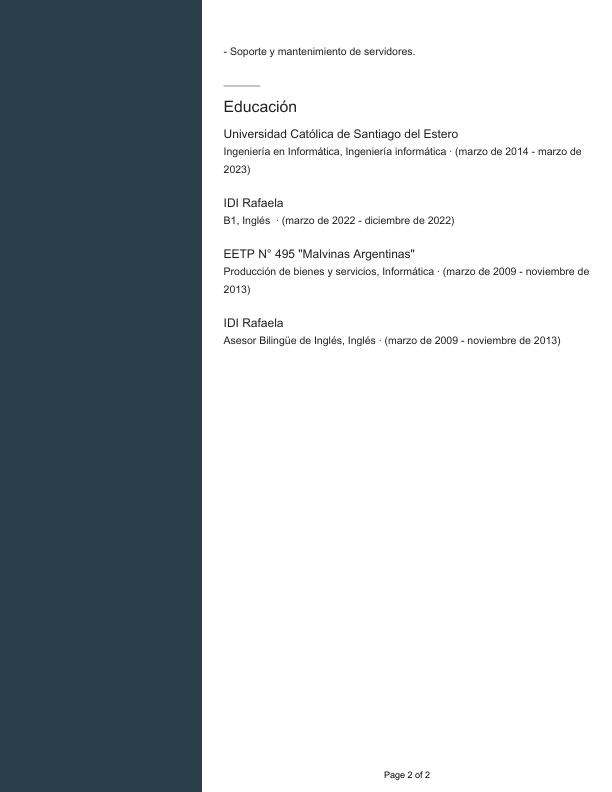 - Soporte y mantenimiento de servidores.
Educación
Universidad Católica de Santiago del Estero
Ingeniería en Informática, Ingeniería informática · (marzo de 2014 - marzo de
2023)
IDI Rafaela
B1, Inglés · (marzo de 2022 - diciembre de 2022)
EETP N° 495 "Malvinas Argentinas"
Producción de bienes y servicios, Informática · (marzo de 2009 - noviembre de
2013)
IDI Rafaela
Asesor Bilingüe de Inglés, Inglés · (marzo de 2009 - noviembre de 2013)
Page 2 of 2